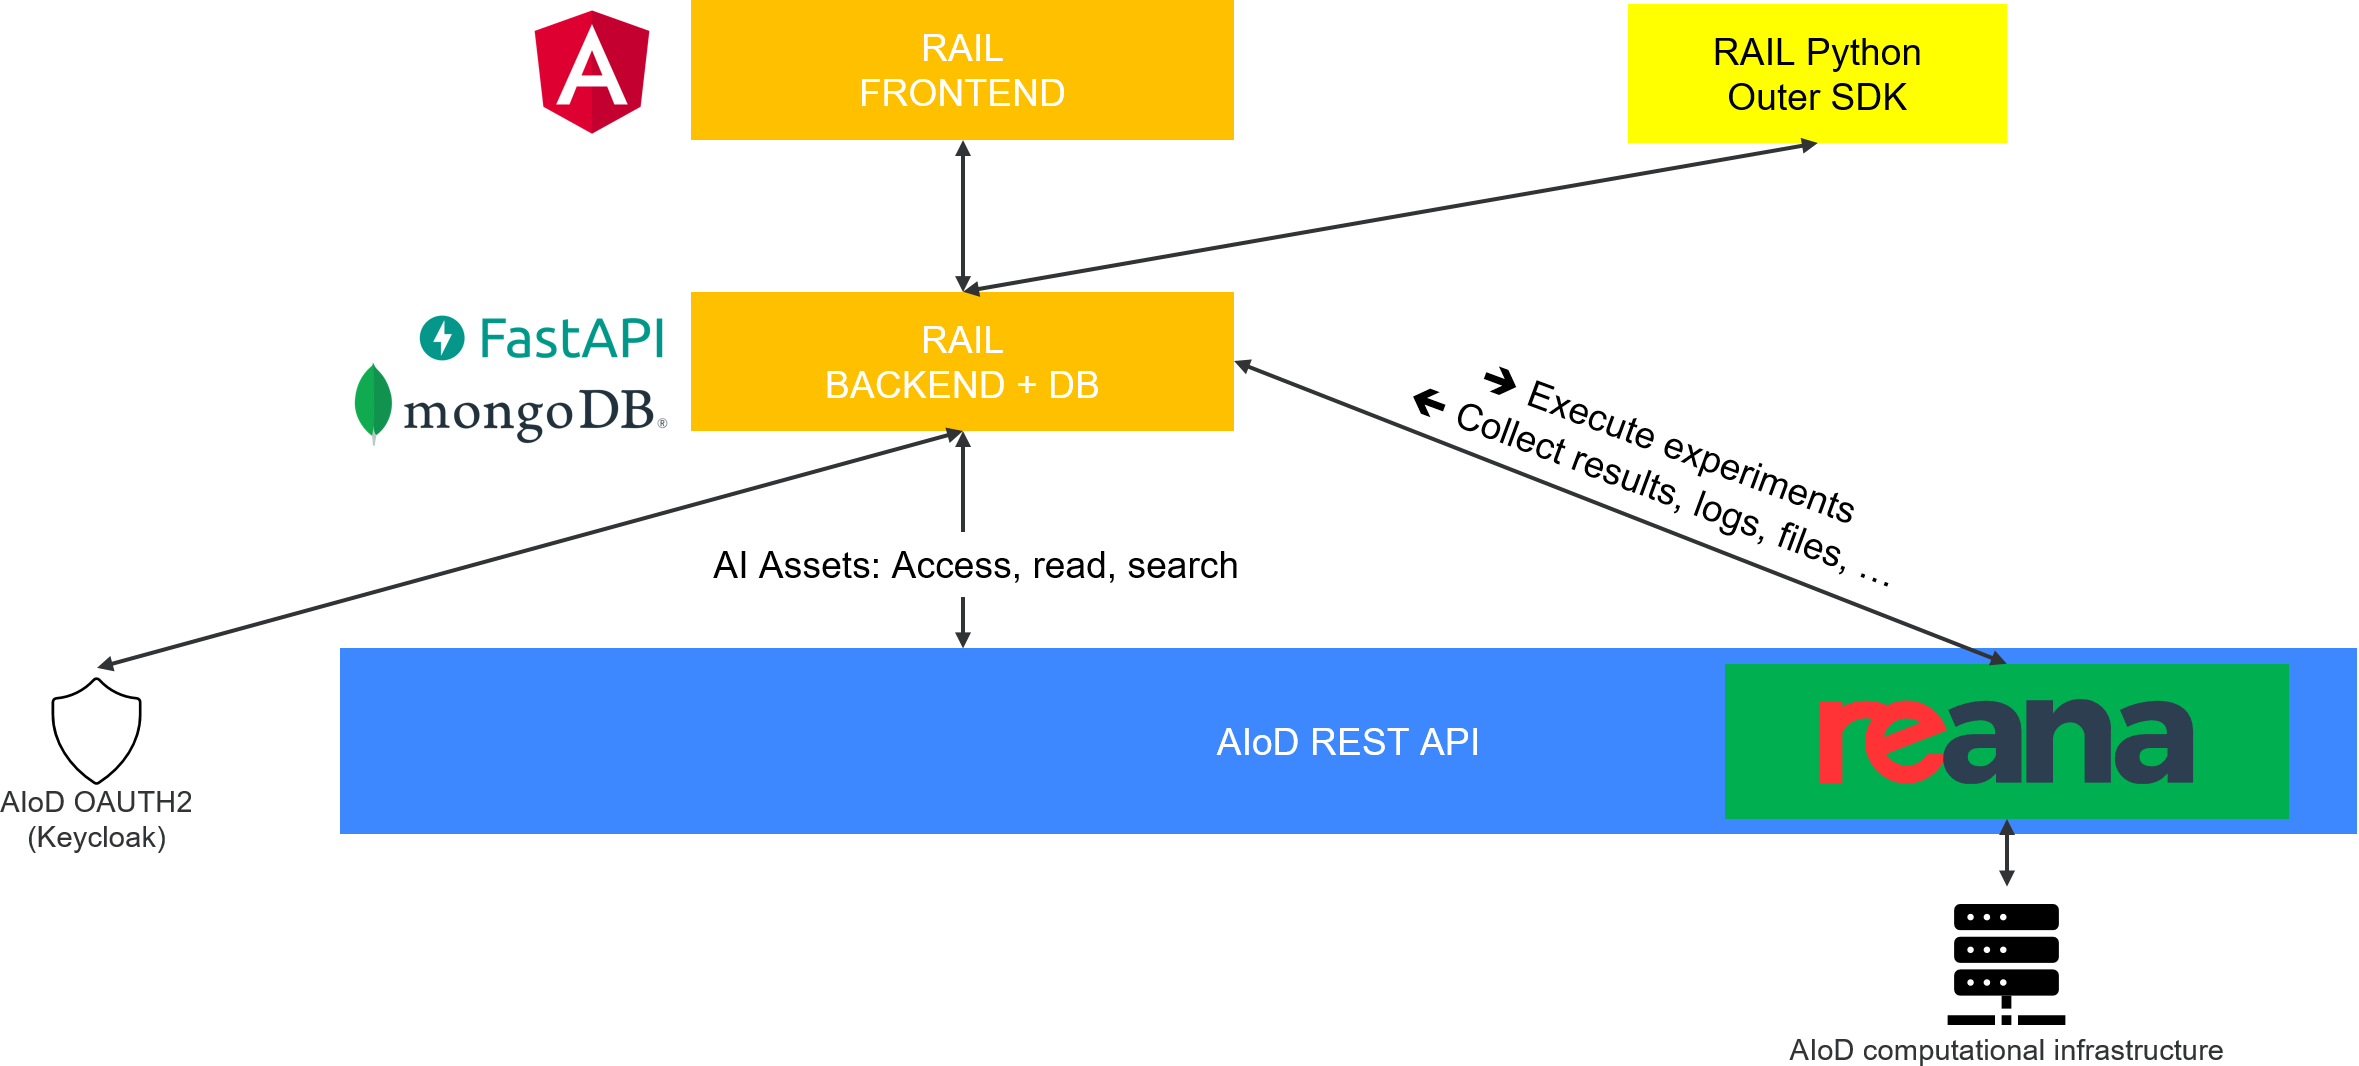 RAIL
FRONTEND
RAIL Python
Outer SDK
FastAPI
mongoDB®
RAIL
BACKEND + DB
➔ Execute experiments
🡸 Collect results, logs, files, …
AI Assets: Access, read, search
AIoD REST API
reana
AIoD OAUTH2
(Keycloak)
AIoD computational infrastructure